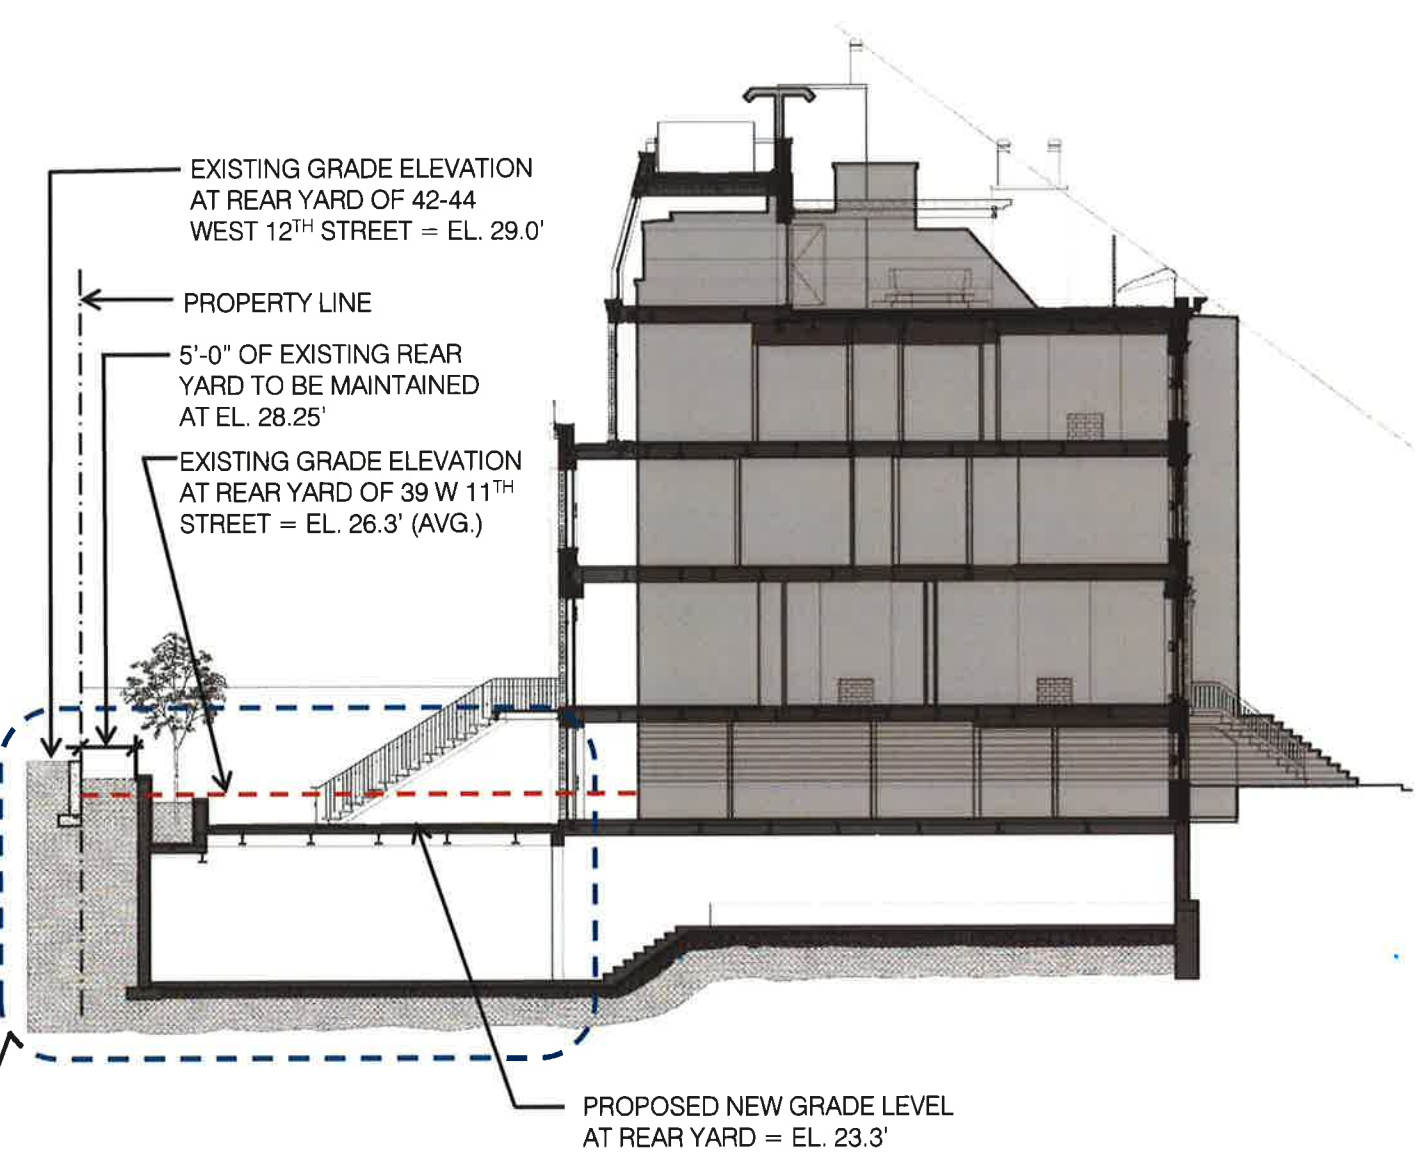 EXISTING GRADE ELEVATION
AT REAR YARD OF 42-44
WEST 12TH STREET = EL. 29.0'
PROPERTY LINE
5'-0" OF EXISTING REAR
YARD TO BE MAINTAINED
AT EL. 28.25'
EXISTING GRADE ELEVATION
AT REAR YARD OF 39 W 11TH
STREET = EL. 26.3' (AVG.)
PROPOSED NEW GRADE LEVEL
AT REAR YARD = EL. 23.3'